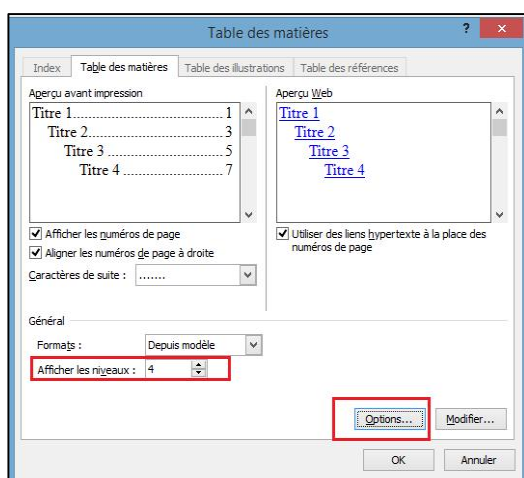 Table des matières ? ×
Index Table des matières Table des illustrations Table des références
Aperçu avant impression
Titre 1.................................... 1
Titre 2................................ 3
Titre 3............................ 5
Titre 4........................ 7
Aperçu Web
Titre 1
Titre 2
Titre 3
Titre 4
Afficher les numéros de page
Aligner les numéros de page à droite
Caractères de suite : .......
Utiliser des liens hypertexte à la place des
numéros de page
Général
Formats : Depuis modèle
Afficher les niveaux : 4
Options... Modifier...
OK Annuler